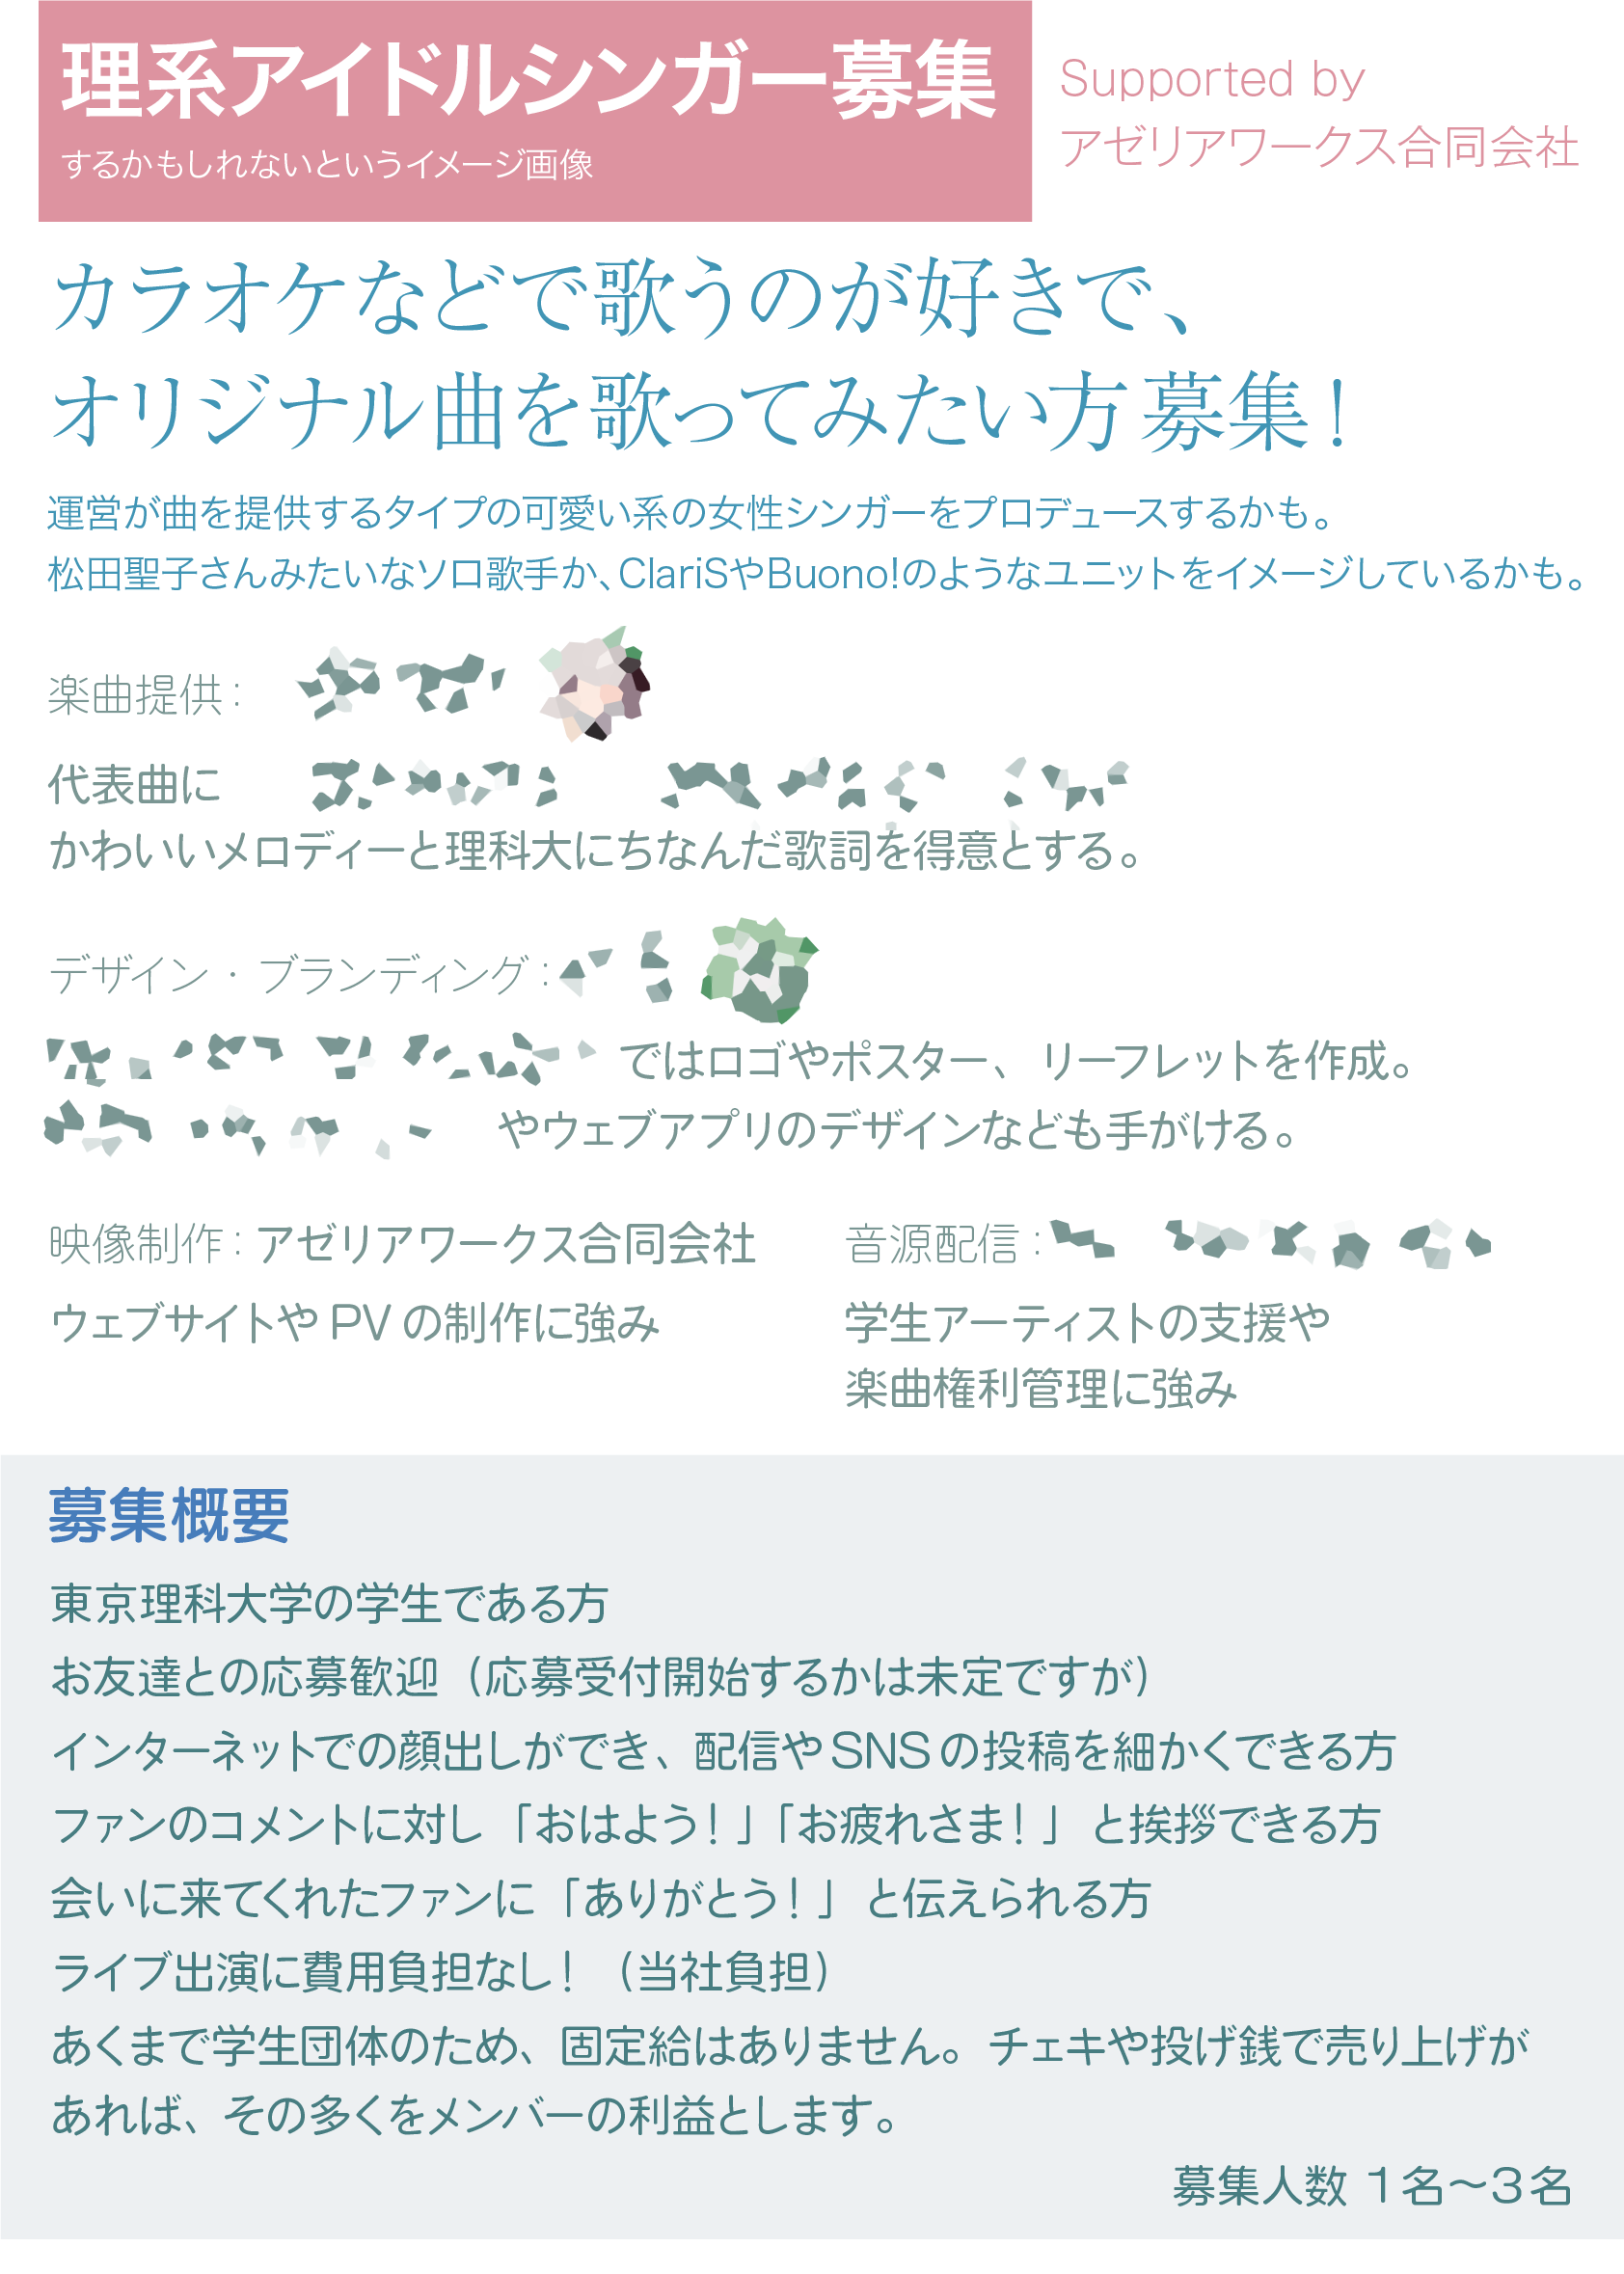 理系アイドルシンガー募集
するかもしれないというイメージ画像
Supported by
アゼリアワークス合同会社
カラオケなどで歌うのが好きで、
オリジナル曲を歌ってみたい方募集！
運営が曲を提供するタイプの可愛い系の女性シンガーをプロデュースするかも。
松田聖子さんみたいなソロ歌手か、ClariSやBuono!のようなユニットをイメージしているかも。
楽曲提供：
代表曲に
かわいいメロディーと理科大にちなんだ歌詞を得意とする。
デザイン・ブランディング：
ではロゴやポスター、リーフレットを作成。
やウェブアプリのデザインなども手がける。
映像制作：アゼリアワークス合同会社
ウェブサイトや PV の制作に強み
音源配信：
学生アーティストの支援や
楽曲権利管理に強み
募集概要
東京理科大学の学生である方
お友達との応募歓迎（応募受付開始するかは未定ですが）
インターネットでの顔出しができ、配信や SNS の投稿を細かくできる方
ファンのコメントに対し「おはよう！」「お疲れさま！」と挨拶できる方
会いに来てくれたファンに「ありがとう！」と伝えられる方
ライブ出演に費用負担なし！（当社負担）
あくまで学生団体のため、固定給はありません。チェキや投げ銭で売り上げが
あれば、その多くをメンバーの利益とします。
募集人数 1名～3名